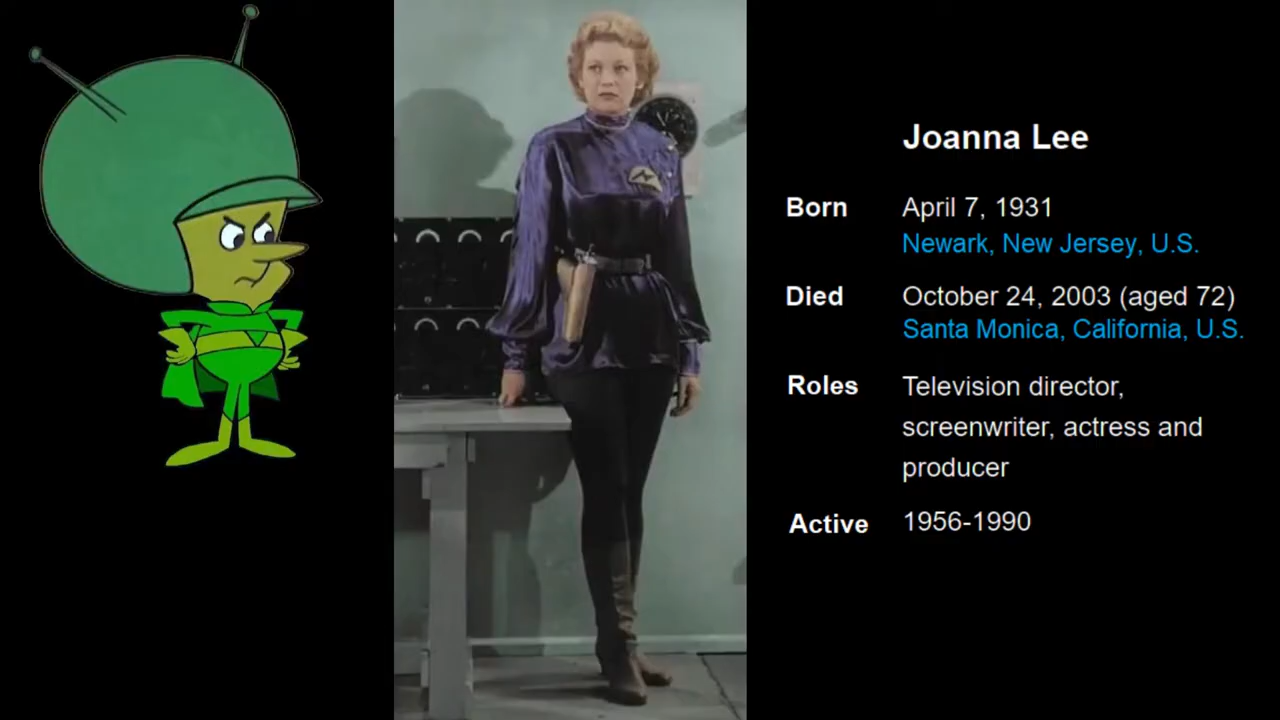 Joanna Lee
Born April 7, 1931
Newark, New Jersey, U.S.
Died October 24, 2003 (aged 72)
Santa Monica, California, U.S.
Roles Television director,
screenwriter, actress and
producer
Active 1956-1990